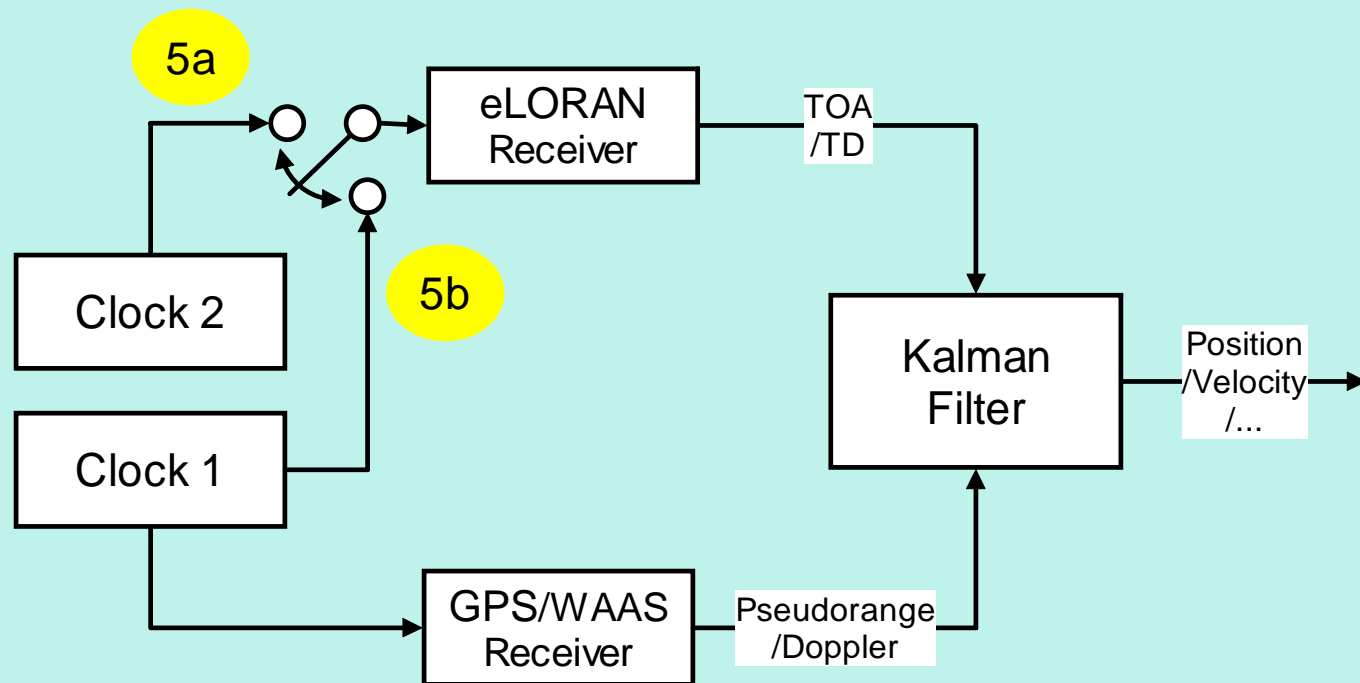 5a
eLORAN
Receiver
TOA
/TD
Clock 2
5b
Kalman
Filter
Position
/Velocity
/...
Clock 1
GPS/WAAS
Receiver
Pseudorange
/Doppler